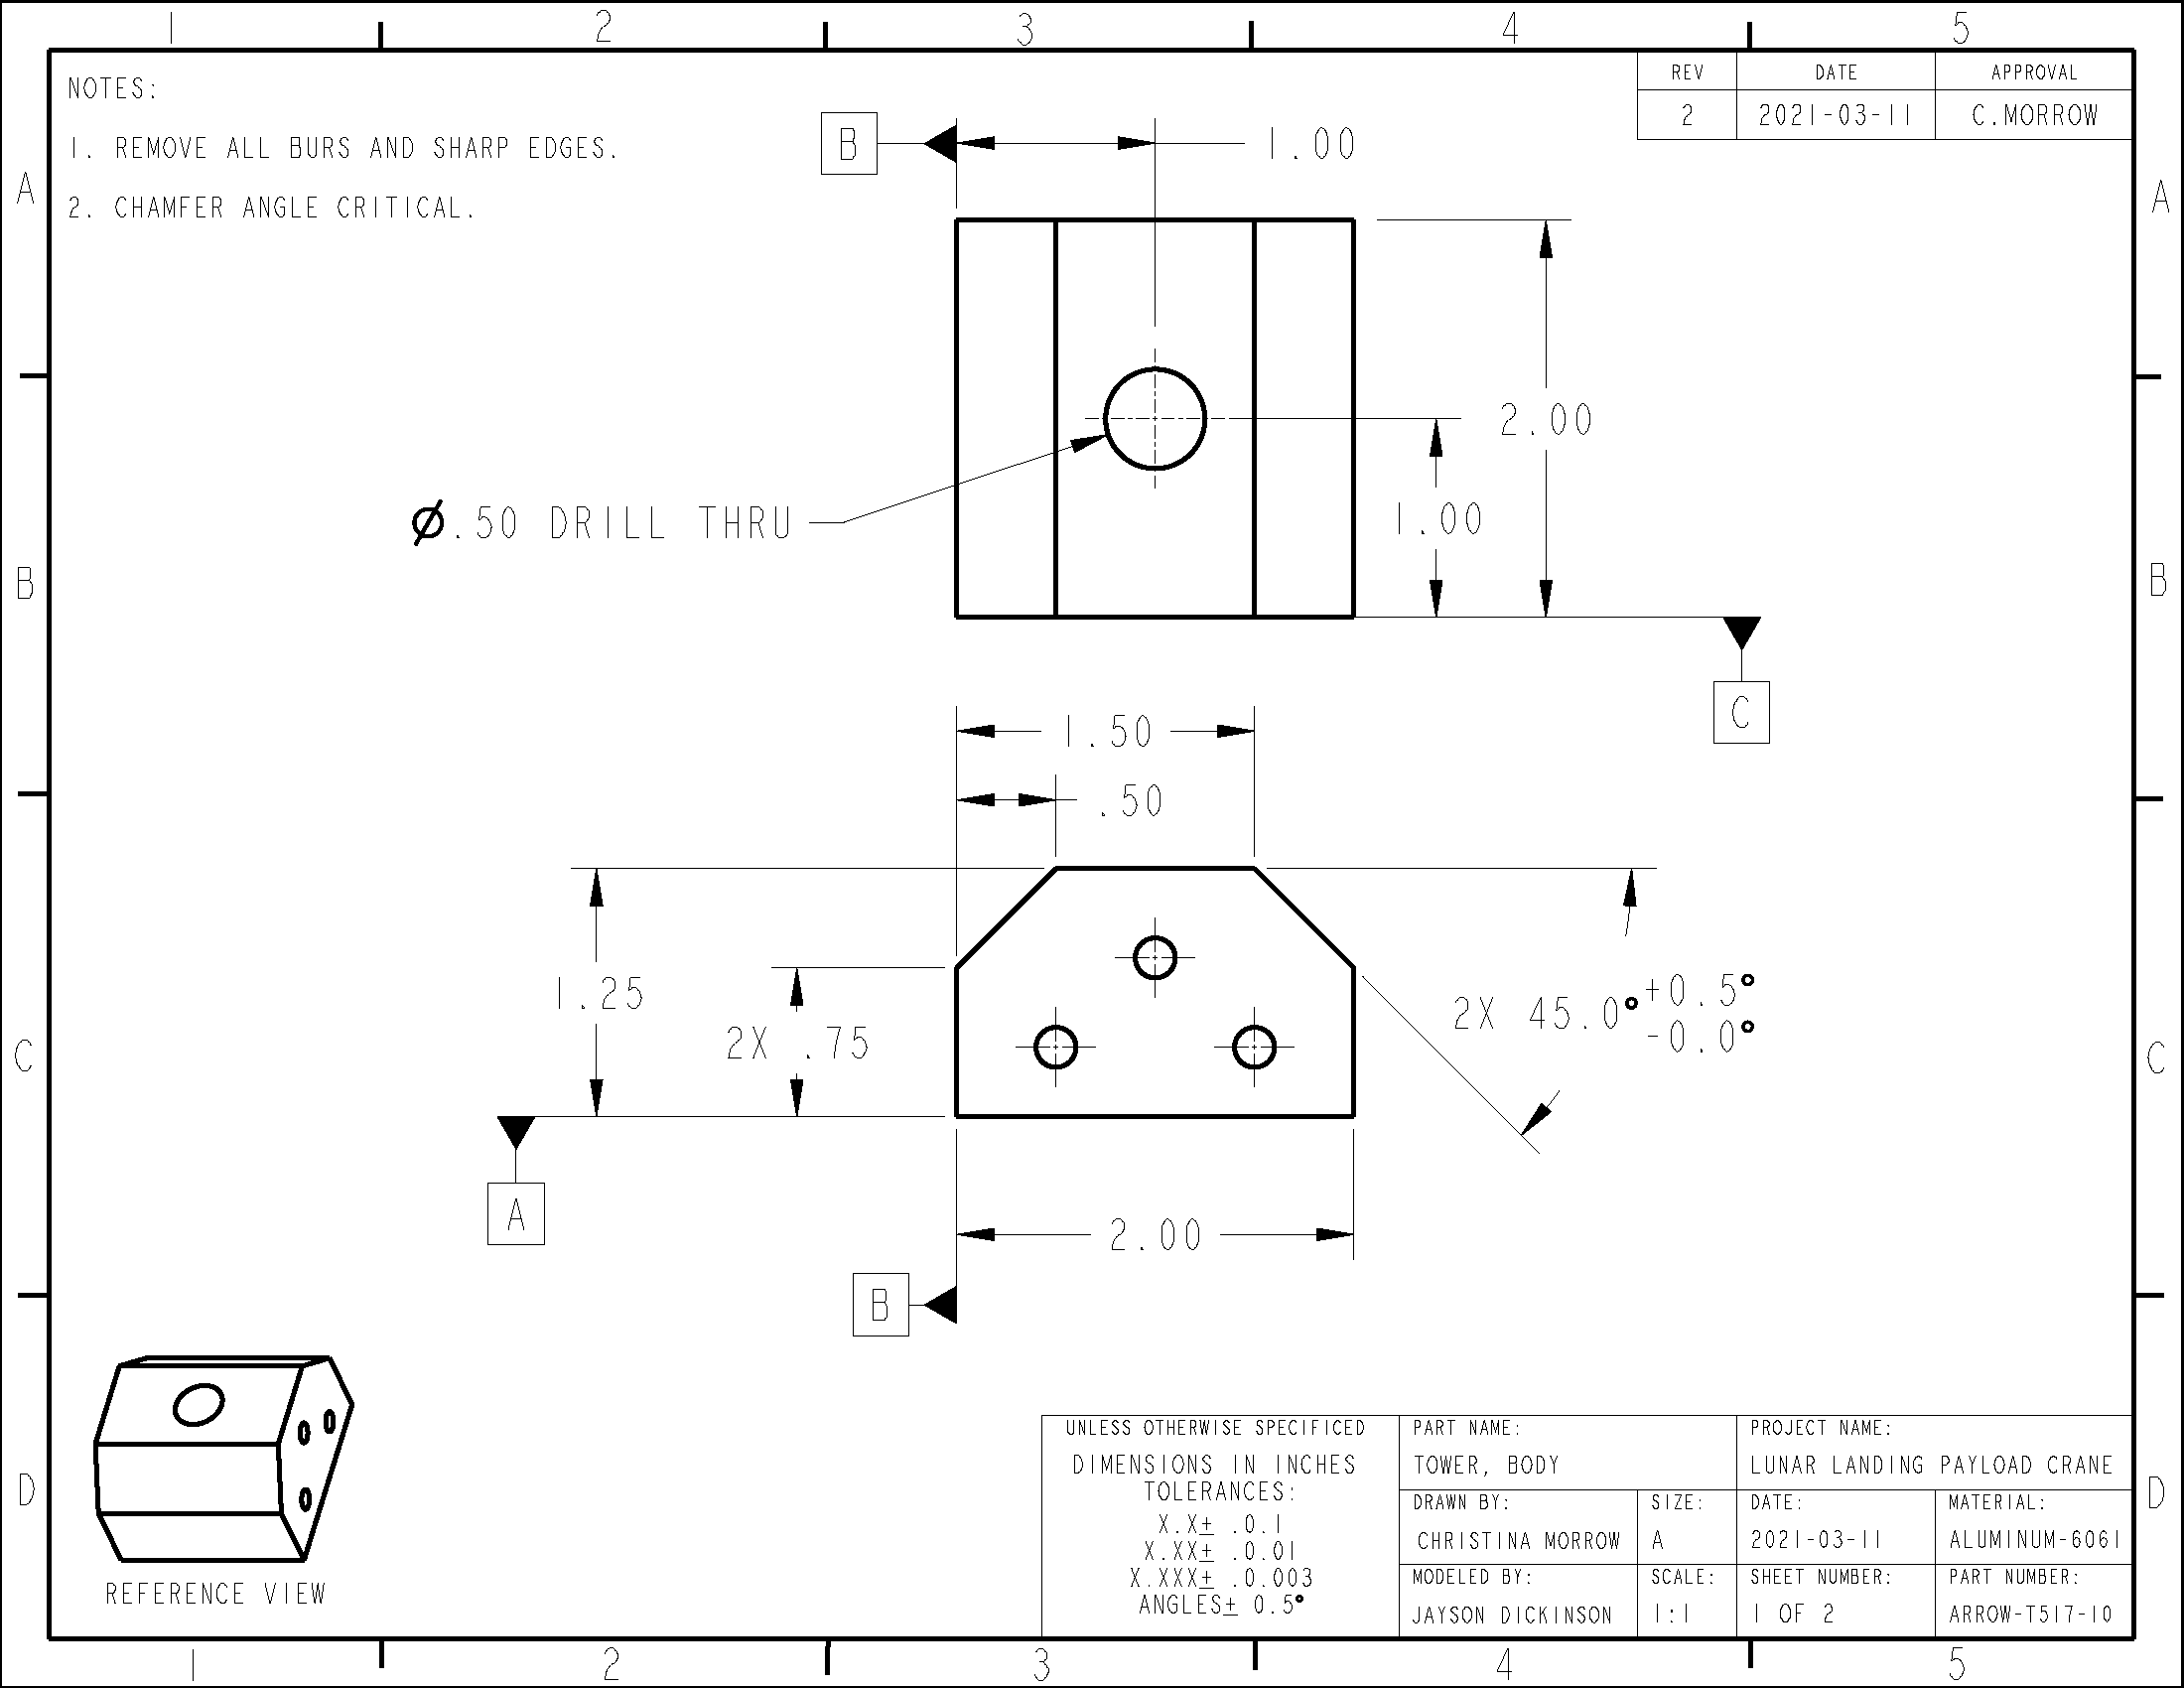 1 2 3 4 5
NOTES:
1. REMOVE ALL BURS AND SHARP EDGES.
2. CHAMFER ANGLE CRITICAL.
REV DATE APPROVAL
2 2021-03-11 C.MORROW
B 1.00
A A
2.00
1.00
Ø.50 DRILL THRU
B B
C
1.50
.50
1.25
2X .75
2X 45.0° +0.5°
-0.0°
C C
A
2.00
B
REFERENCE VIEW
D D
UNLESS OTHERWISE SPECIFICED
DIMENSIONS IN INCHES
TOLERANCES:
X.X± .0.1
X.XX± .0.01
X.XXX± .0.003
ANGLES± 0.5°
PART NAME:
TOWER, BODY
PROJECT NAME:
LUNAR LANDING PAYLOAD CRANE
DRAWN BY:
CHRISTINA MORROW
SIZE:
A
DATE:
2021-03-11
MATERIAL:
ALUMINUM-6061
MODELED BY:
JAYSON DICKINSON
SCALE:
1:1
SHEET NUMBER:
1 OF 2
PART NUMBER:
ARROW-T517-10
1 2 3 4 5